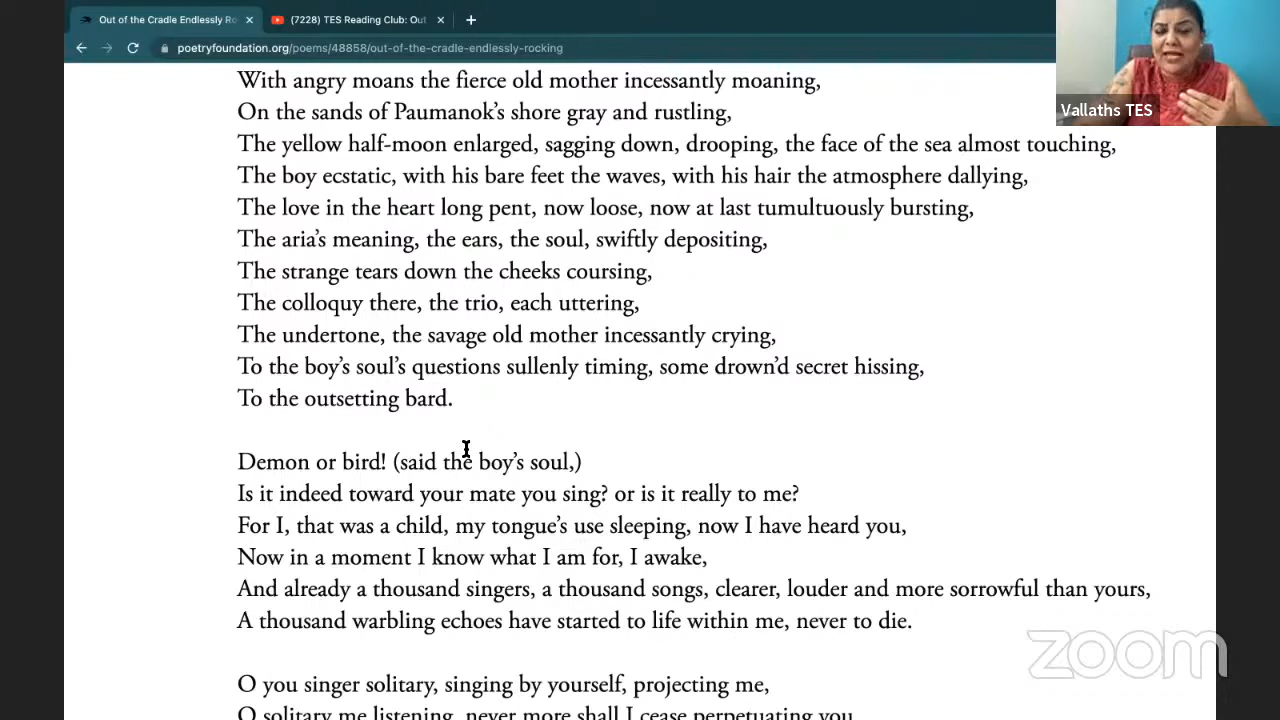 Out of the Cradle Endlessly Ro
(7228) TES Reading Club: Out
poetryfoundation.org/poems/48858/out-of-the-cradle-endlessly-rocking
With angry moans the fierce old mother incessantly moaning,
On the sands of Paumanok’s shore gray and rustling,
The yellow half-moon enlarged, sagging down, drooping, the face of the sea almost touching,
The boy ecstatic, with his bare feet the waves, with his hair the atmosphere dallying,
The love in the heart long pent, now loose, now at last tumultuously bursting,
The aria’s meaning, the ears, the soul, swiftly depositing,
The strange tears down the cheeks coursing,
The colloquy there, the trio, each uttering,
The undertone, the savage old mother incessantly crying,
To the boy’s soul’s questions sullenly timing, some drown’d secret hissing,
To the outsetting bard.
Demon or bird! (said the boy’s soul,)
Is it indeed toward your mate you sing? or is it really to me?
For I, that was a child, my tongue’s use sleeping, now I have heard you,
Now in a moment I know what I am for, I awake,
And already a thousand singers, a thousand songs, clearer, louder and more sorrowful than yours,
A thousand warbling echoes have started to life within me, never to die.
O you singer solitary, singing by yourself, projecting me,
O solitary me listening, never more shall I cease perpetuating you
Vallaths TES
zoom